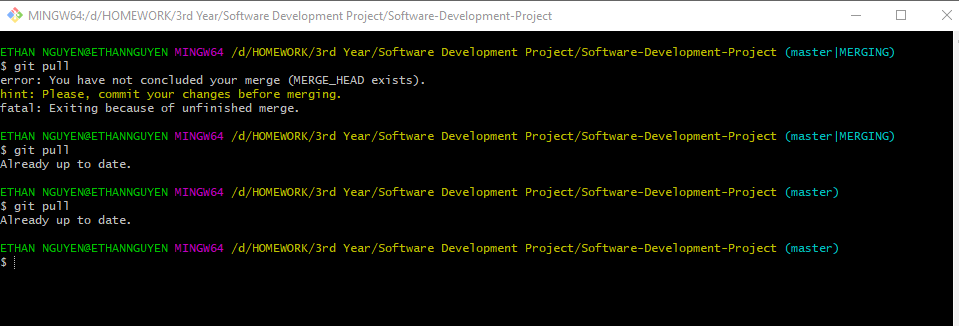 MINGW64:/d/HOMEWORK/3rd Year/Software Development Project/Software-Development-Project
ETHAN NGUYEN@ETHANNGUYEN MINGW64 /d/HOMEWORK/3rd Year/Software Development Project/Software-Development-Project (master|MERGING)
$ git pull
error: You have not concluded your merge (MERGE_HEAD exists).
hint: Please, commit your changes before merging.
fatal: Exiting because of unfinished merge.
ETHAN NGUYEN@ETHANNGUYEN MINGW64 /d/HOMEWORK/3rd Year/Software Development Project/Software-Development-Project (master|MERGING)
$ git pull
Already up to date.
ETHAN NGUYEN@ETHANNGUYEN MINGW64 /d/HOMEWORK/3rd Year/Software Development Project/Software-Development-Project (master)
$ git pull
Already up to date.
ETHAN NGUYEN@ETHANNGUYEN MINGW64 /d/HOMEWORK/3rd Year/Software Development Project/Software-Development-Project (master)
$